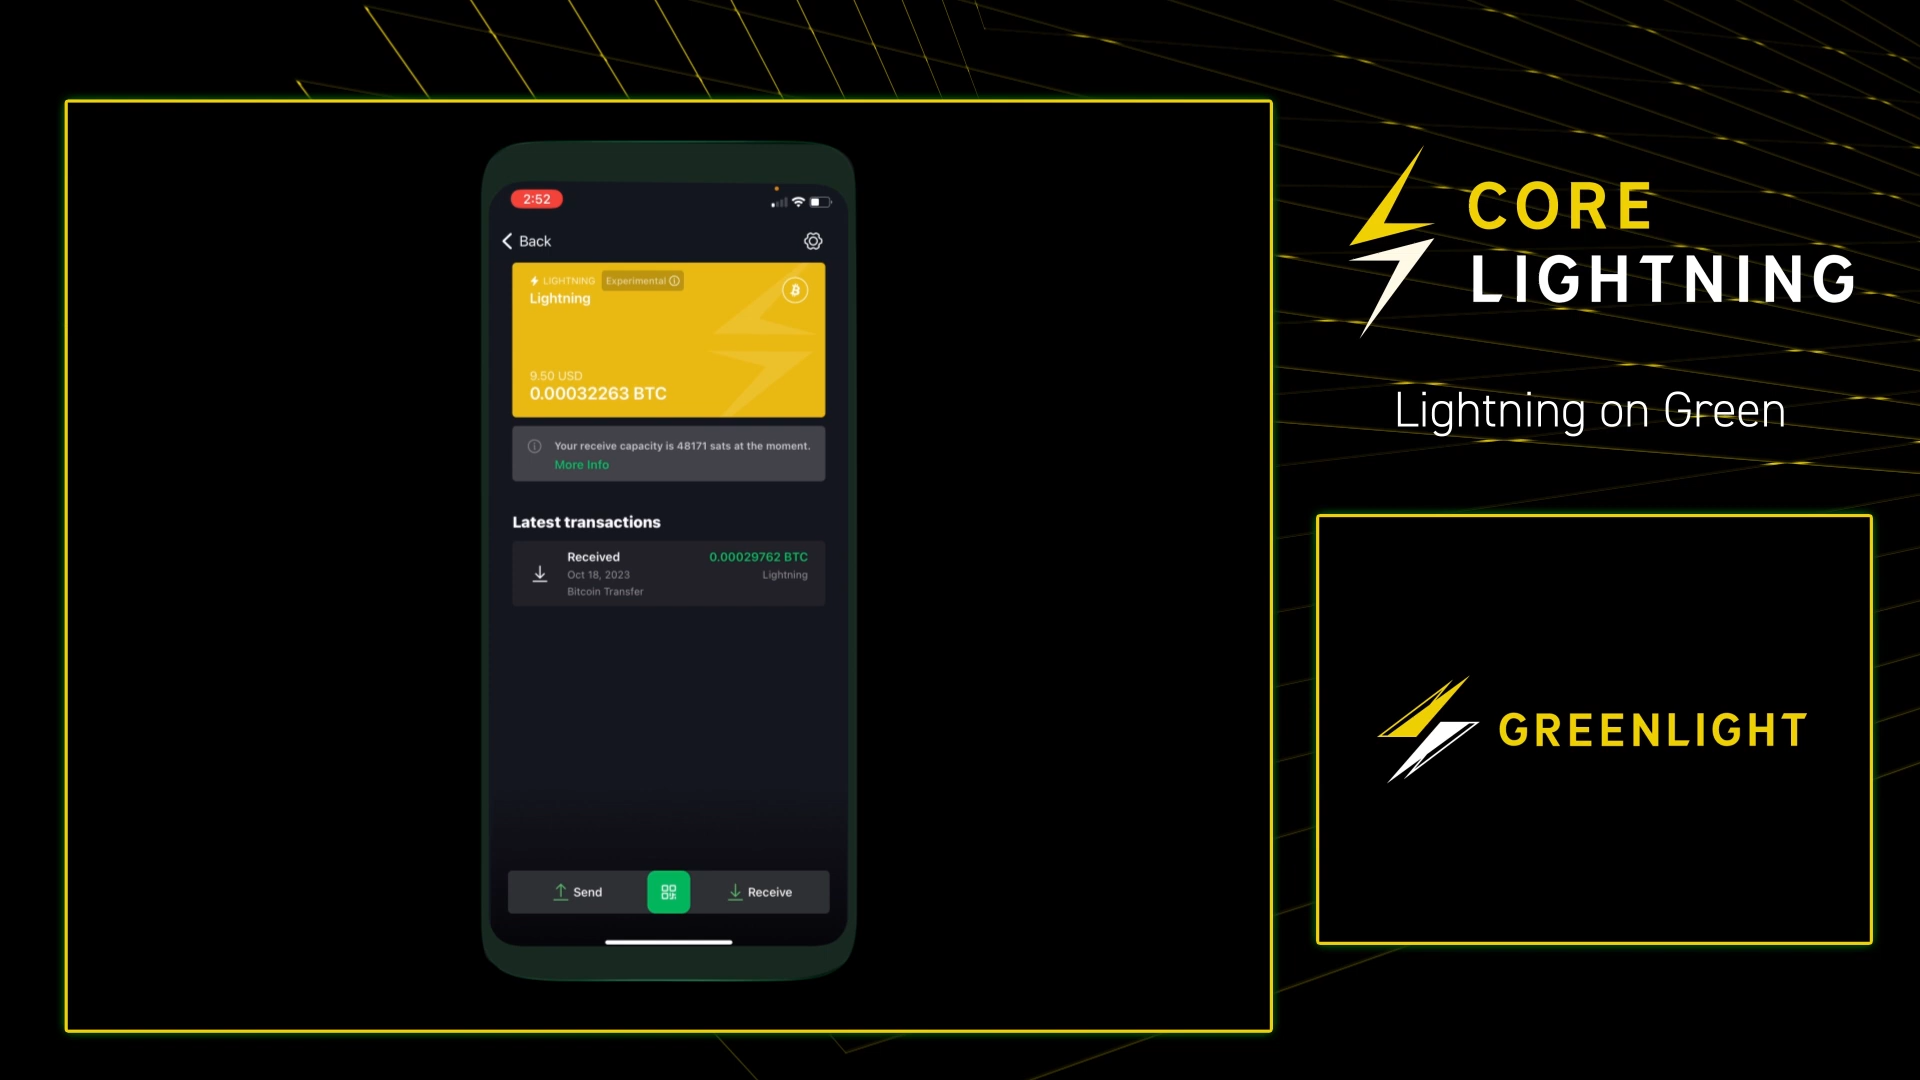 2:52
Back
LIGHTNING Experimental
Lightning
9.50 USD
0.00032263 BTC
Your receive capacity is 48171 sats at the moment.
More Info
Latest transactions
Received 0.00029762 BTC
Oct 18, 2023 Lightning
Bitcoin Transfer
Send Receive
CORE
LIGHTNING
Lightning on Green
GREENLIGHT